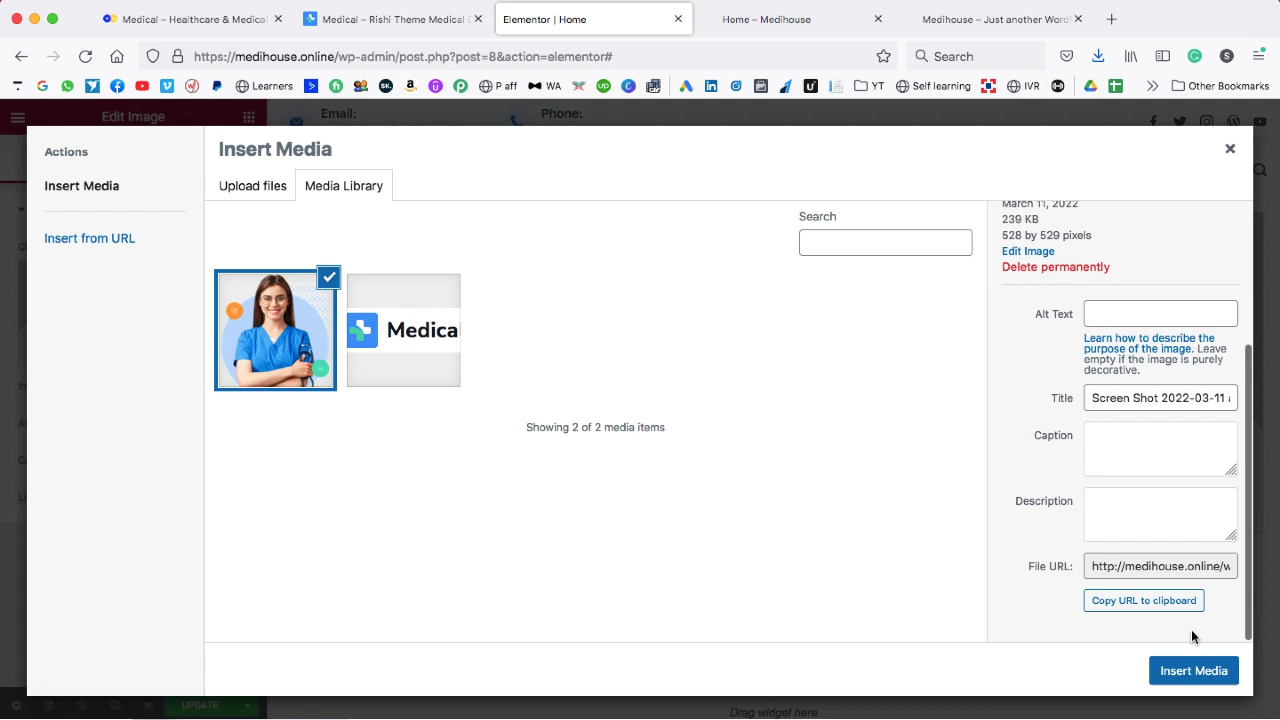 Medical – Healthcare & Medical
Medical – Rishi Theme Medical D
Elementor | Home
Home – Medihouse
Medihouse – Just another Word
https://medihouse.online/wp-admin/post.php?post=8&action=elementor#
Search
Learners
P aff
WA
YT
Self learning
IVR
Other Bookmarks
Edit Image
Email:
Phone:
Actions
Insert Media
Insert from URL
Insert Media
Upload files
Media Library
Search
Medical
Showing 2 of 2 media items
March 11, 2022
239 KB
528 by 529 pixels
Edit Image
Delete permanently
Alt Text
Learn how to describe the
purpose of the image. Leave
empty if the image is purely
decorative.
Title
Screen Shot 2022-03-11
Caption
Description
File URL:
http://medihouse.online/w
Copy URL to clipboard
Insert Media
UPDATE
Drag widget here